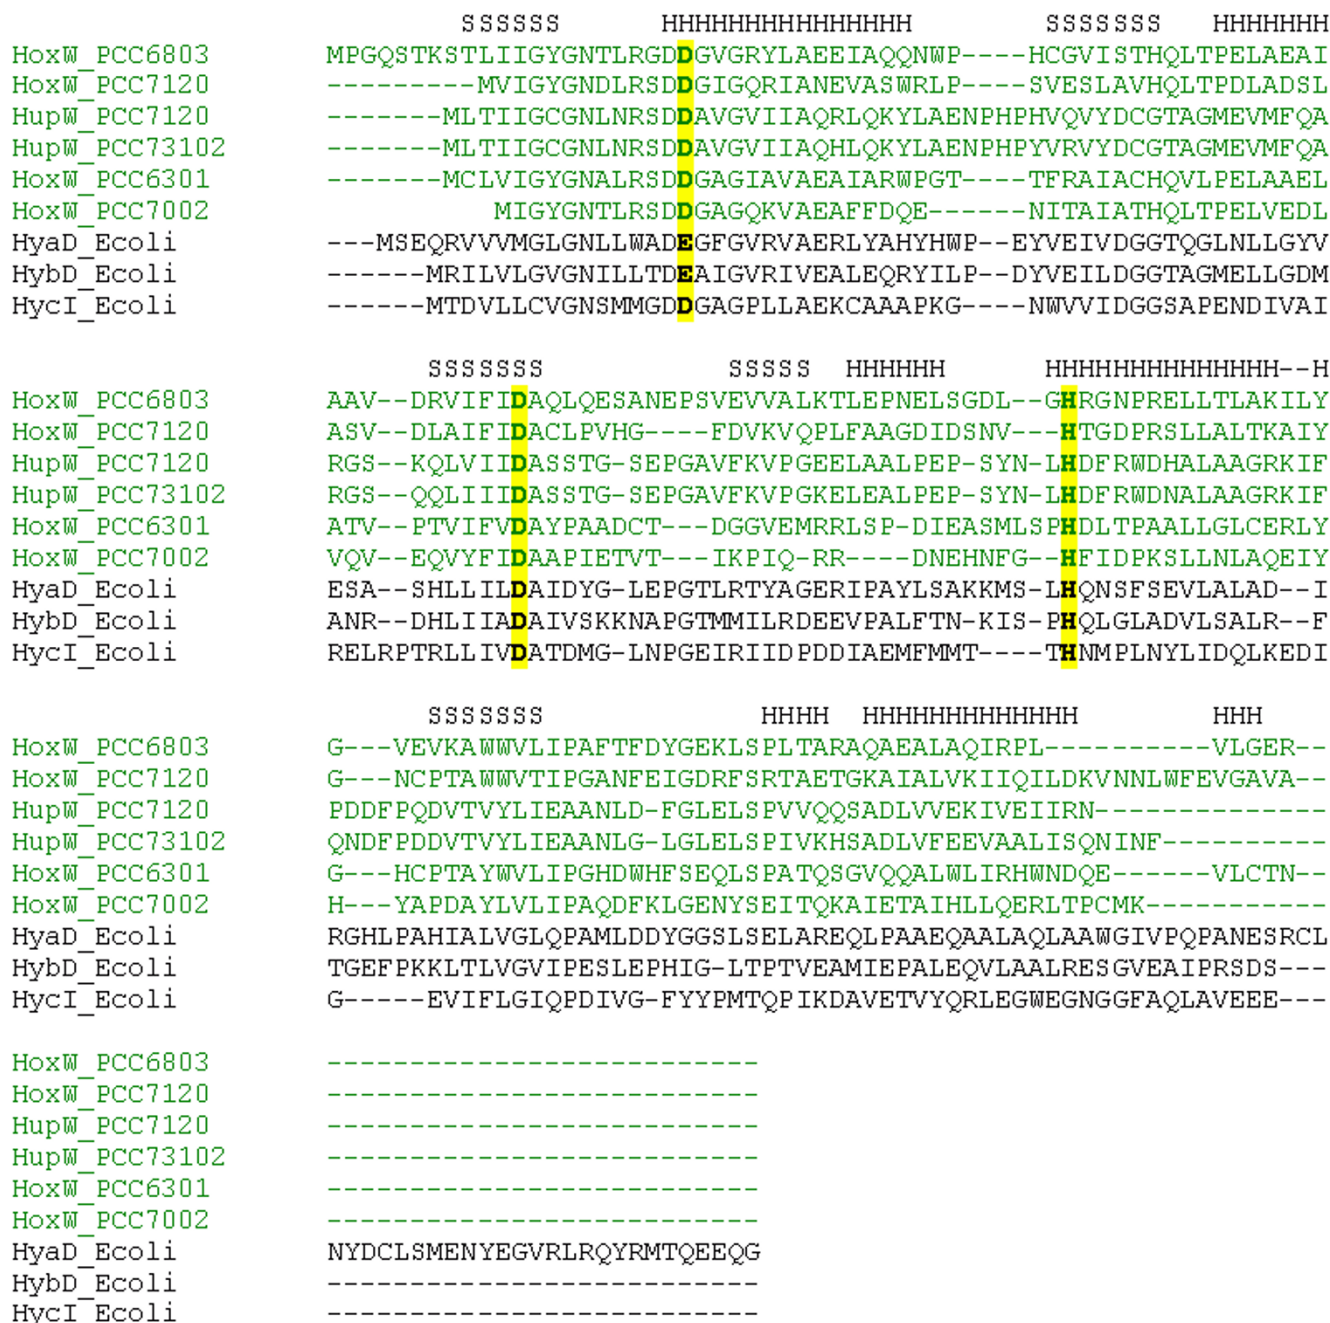 SSSSSS HHHHHHHHHHHHHHH SSSSSSS HHHHHHH
HoxW_PCC6803 MPGQSTKSTLIIGYGNTLRGDDGVGRYLAEEIAQQNWP----HCGVISTHQLTPELAEAI
HoxW_PCC7120 ---------MVIGYGNDLRSDDGIGQRIANEVASWRLP----SVESLAVHQLTPDLADSL
HupW_PCC7120 -------MLTIIGCGNLNRSDDAVGVIIAQRLQKYLAENPHPHVQVYDCGTAGMEVMFQA
HupW_PCC73102 -------MLTIIGCGNLNRSDDAVGVIIAQHLQKYLAENPHPYVRVYDCGTAGMEVMFQA
HoxW_PCC6301 -------MCLVIGYGNALRSDDGAGIAVAEAIARWPGT----TFRAIACHQVLPELAAEL
HoxW_PCC7002 MIGYGNTLRSDDGAGQKVAEAFFDQE------NITAIATHQLTPELVEDL
HyaD_Ecoli ---MSEQRVVVMGLGNLLWADEGFGVRVAERLYAHYHWP--EYVEIVDGGTQGLNLLGYV
HybD_Ecoli ------MRILVLGVGNILLTDEAIGVRIVEALEQRYILP--DYVEILDGGTAGMELLGDM
HycI_Ecoli ------MTDVLLCVGNSMMGDDGAGPLLAEKCAAAPKG----NWVVIDGGSAPENDIVAI
SSSSSSS SSSSS HHHHHH HHHHHHHHHHHHHH--H
HoxW_PCC6803 AAV--DRVIFIDAQLQESANEPSVEVVALKTLEPNELSGDL--GHRGNPRELLTLAKILY
HoxW_PCC7120 ASV--DLAIFIDACLPVHG----FDVKVQPLFAAGDIDSNV---HTGDPRSLLALTKAIY
HupW_PCC7120 RGS--KQLVIIDASSTG-SEPGAVFKVPGEELAALPEP-SYN-LHDFRWDHALAAGRKIF
HupW_PCC73102 RGS--QQLIIIDASSTG-SEPGAVFKVPGKELEALPEP-SYN-LHDFRWDNALAAGRKIF
HoxW_PCC6301 ATV--PTVIFVDAYPAADCT---DGGVEMRRLSP-DIEASMLSPHDLTPAALLGLCERLY
HoxW_PCC7002 VQV--EQVYFIDAAPIETVT---IKPIQ-RR----DNEHNFG--HFIDPKSLLNLAQEIY
HyaD_Ecoli ESA--SHLLILDAIDYG-LEPGTLRTYAGERIPAYLSAKKMS-LHQNSFSEVLALAD--I
HybD_Ecoli ANR--DHLIIADAIVSKKNAPGTMMILRDEEVPALFTN-KIS-PHQLGLADVLSALR--F
HycI_Ecoli RELRPTRLLIVDATDMG-LNPGEIRIIDPDDIAEMFMMT----THNMPLNYLIDQLKEDI
SSSSSSS HHHH HHHHHHHHHHHHH HHH
HoxW_PCC6803 G---VEVKAWWVLIPAFTFDYGEKLSPLTARAQAEALAQIRPL----------VLGER--
HoxW_PCC7120 G---NCPTAWWVTIPGANFEIGDRFSRTAETGKAIALVKIIQILDKVNNLWFEVGAVA--
HupW_PCC7120 PDDFPQDVTVYLIEAANLD-FGLELSPVVQQSADLVVEKIVEIIRN--------------
HupW_PCC73102 QNDFPDDVTVYLIEAANLG-LGLELSPIVKHSADLVFEEVAALISQNINF----------
HoxW_PCC6301 G---HCPTAYWVLIPGHDWHFSEQLSPATQSGVQQALWLIRHWNDQE------VLCTN--
HoxW_PCC7002 H---YAPDAYLVLIPAQDFKLGENYSEITQKAIETAIHLLQERLTPCMK-----------
HyaD_Ecoli RGHLPAHIALVGLQPAMLDDYGGSLSELAREQLPAAEQAALAQLAAWGIVPQPANESRCL
HybD_Ecoli TGEFPKKLTLVGVIPESLEPHIG-LTPTVEAMIEPALEQVLAALRESGVEAIPRSDS---
HycI_Ecoli G-----EVIFLGIQPDIVG-FYYPMTQPIKDAVETVYQRLEGWEGNGGFAQLAVEEE---
HoxW_PCC6803 --------------------------
HoxW_PCC7120 --------------------------
HupW_PCC7120 --------------------------
HupW_PCC73102 --------------------------
HoxW_PCC6301 --------------------------
HoxW_PCC7002 --------------------------
HyaD_Ecoli NYDCLSMENYEGVRLRQYRMTQEEQG
HybD_Ecoli --------------------------
HycI_Ecoli --------------------------